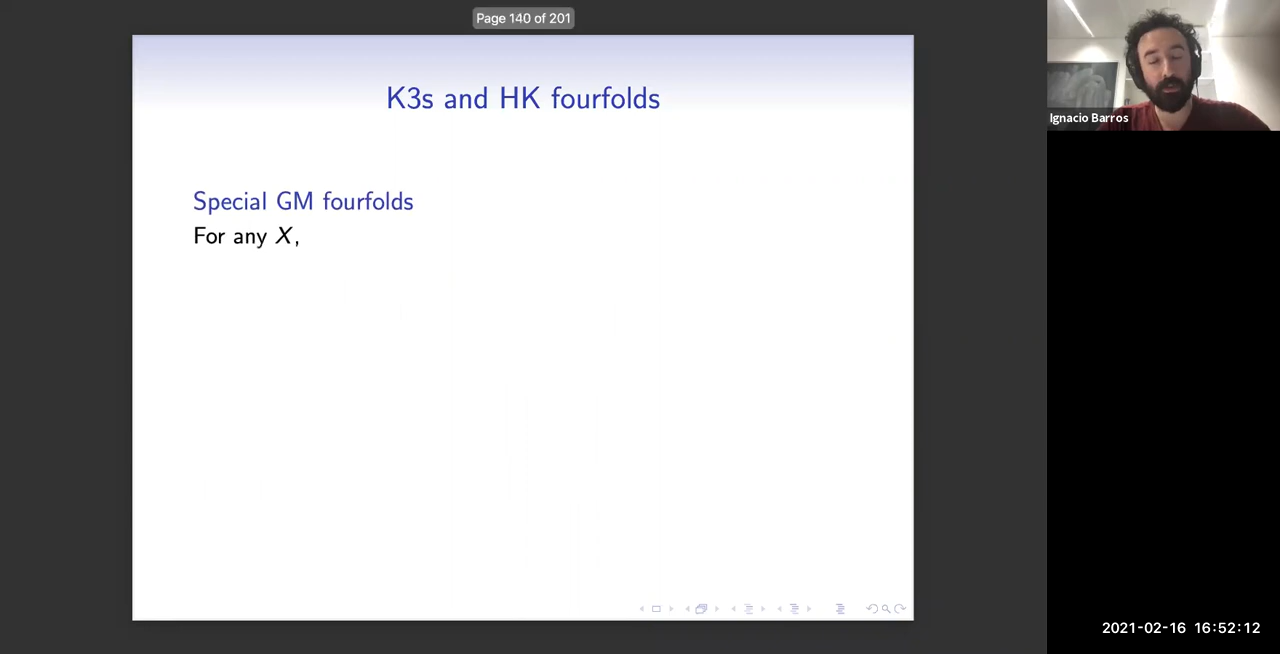 Page 140 of 201
K3s and HK fourfolds
Ignacio Barros
Special GM fourfolds
For any X,
2021-02-16 16:52:12